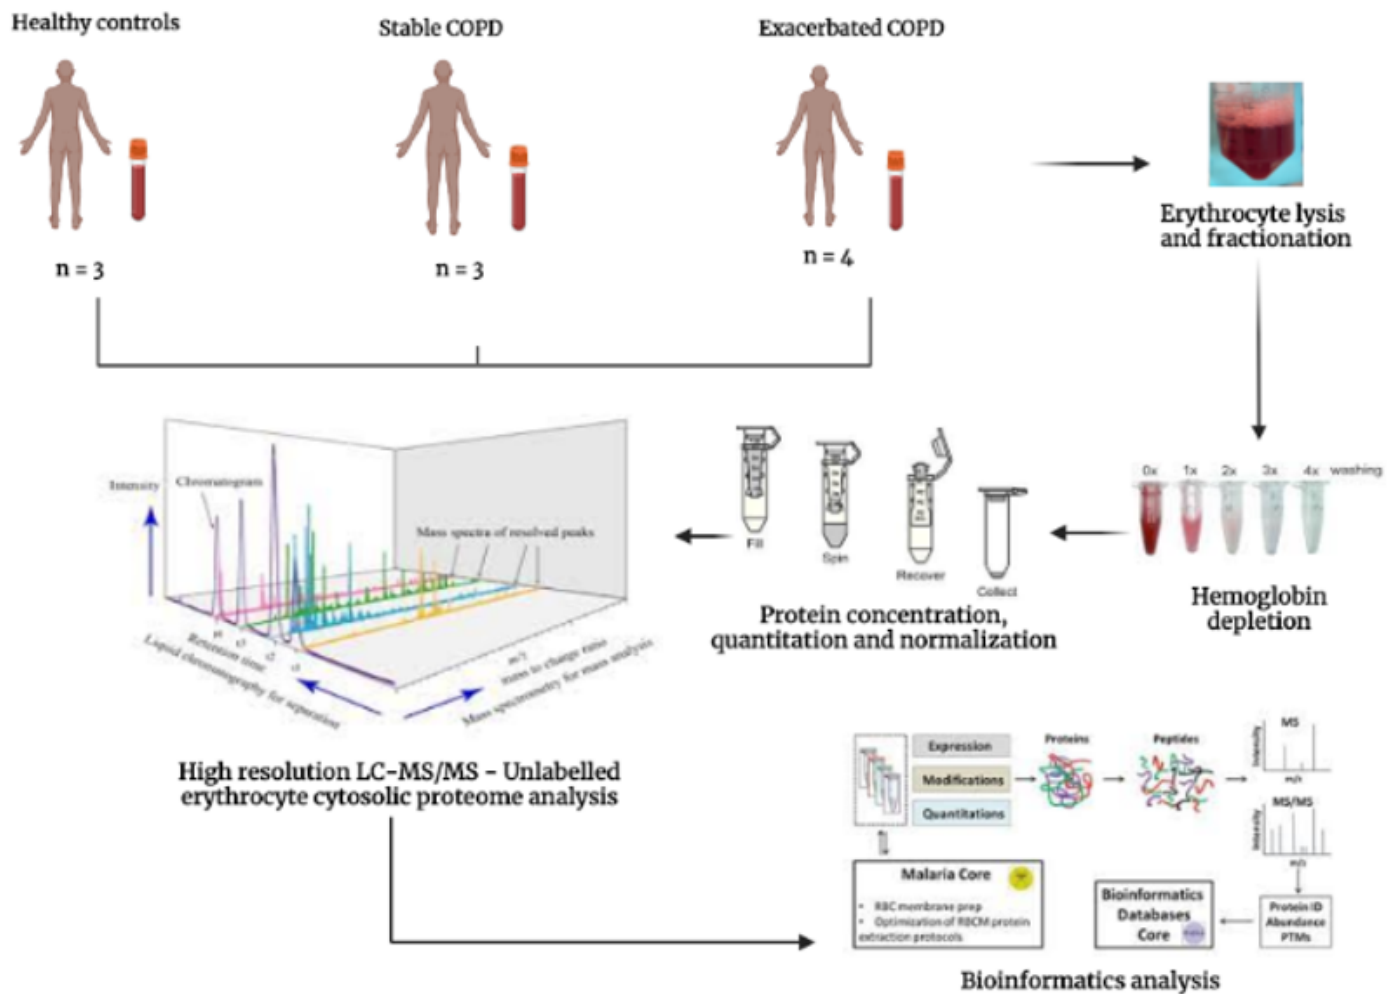 Healthy controls
Stable COPD
Exacerbated COPD
n = 3
n = 3
n = 4
Erythrocyte lysis
and fractionation
0x 1x 2x 3x 4x washing
Hemoglobin
depletion
Fill
Spin
Recover
Collect
Protein concentration,
quantitation and normalization
Intensity
Chromatogram
Mass spectra of resolved peaks
Retention time
Liquid chromatography for separation
m/z
mass to charge ratio
Mass spectrometry for mass analysis
High resolution LC-MS/MS - Unlabelled
erythrocyte cytosolic proteome analysis
Expression
Modifications
Quantitations
Proteins
Peptides
MS
Intensity
m/z
MS/MS
Intensity
m/z
Malaria Core
• RBC membrane prep
• Optimization of RBCM protein
extraction protocols
Bioinformatics
Databases
Core
Protein ID
Abundance
PTMs
Bioinformatics analysis